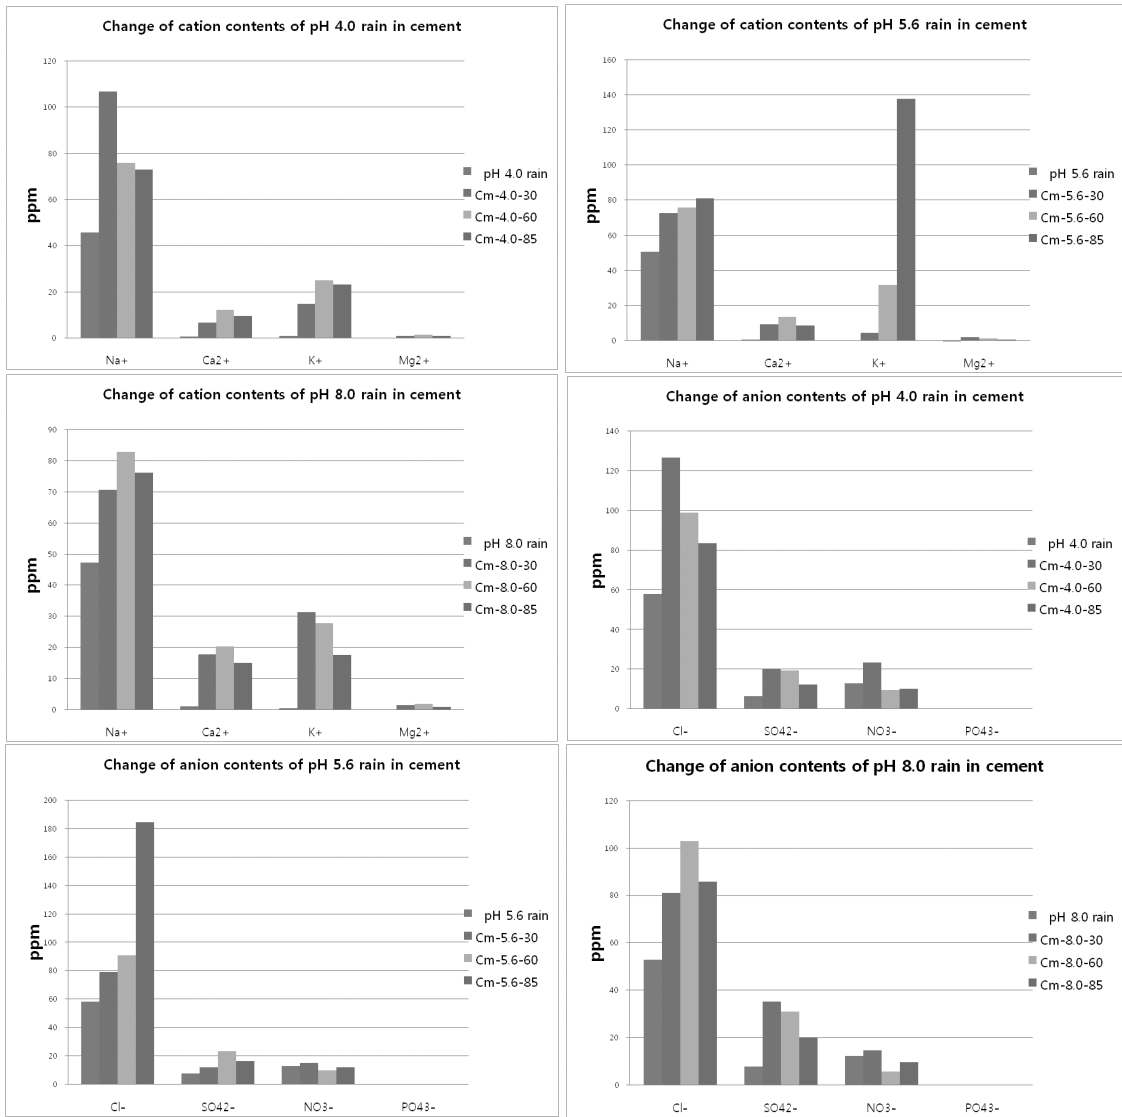 Change of cation contents of pH 4.0 rain in cement
120
100
80
60
40
20
0
ppm
Na+ Ca2+ K+ Mg2+
pH 4.0 rain
Cm-4.0-30
Cm-4.0-60
Cm-4.0-85
Change of cation contents of pH 5.6 rain in cement
160
140
120
100
80
60
40
20
0
ppm
Na+ Ca2+ K+ Mg2+
pH 5.6 rain
Cm-5.6-30
Cm-5.6-60
Cm-5.6-85
Change of cation contents of pH 8.0 rain in cement
90
80
70
60
50
40
30
20
10
0
ppm
Na+ Ca2+ K+ Mg2+
pH 8.0 rain
Cm-8.0-30
Cm-8.0-60
Cm-8.0-85
Change of anion contents of pH 4.0 rain in cement
140
120
100
80
60
40
20
0
ppm
Cl- SO42- NO3- PO43-
pH 4.0 rain
Cm-4.0-30
Cm-4.0-60
Cm-4.0-85
Change of anion contents of pH 5.6 rain in cement
200
180
160
140
120
100
80
60
40
20
0
ppm
Cl- SO42- NO3- PO43-
pH 5.6 rain
Cm-5.6-30
Cm-5.6-60
Cm-5.6-85
Change of anion contents of pH 8.0 rain in cement
120
100
80
60
40
20
0
ppm
Cl- SO42- NO3- PO43-
pH 8.0 rain
Cm-8.0-30
Cm-8.0-60
Cm-8.0-85